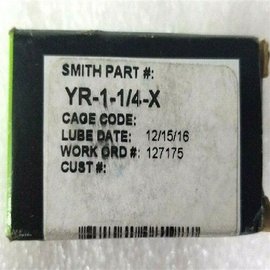 SMITH PART #:
YR-1-1/4-X
CAGE CODE:
LUBE DATE: 12/15/16
WORK ORD #: 127175
CUST #: